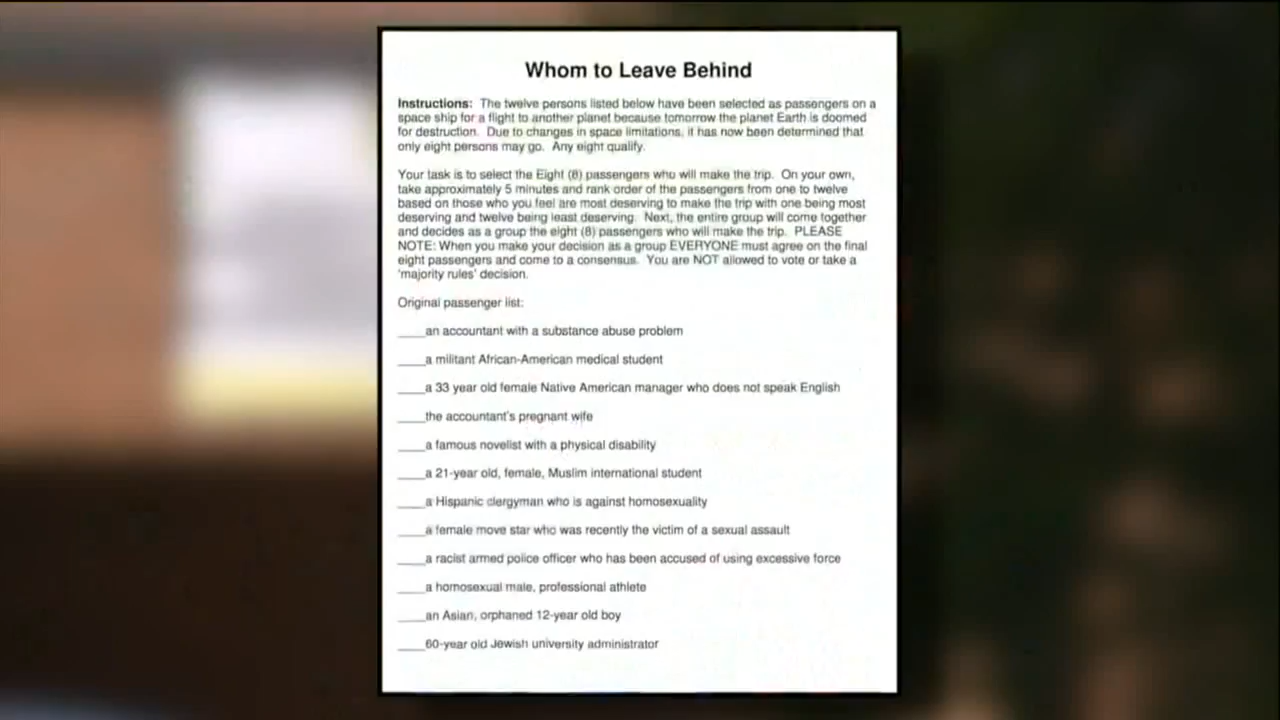 Whom to Leave Behind
Instructions: The twelve persons listed below have been selected as passengers on a
space ship for a flight to another planet because tomorrow the planet Earth is doomed
for destruction. Due to changes in space limitations, it has now been determined that
only eight persons may go. Any eight qualify.
Your task is to select the Eight (8) passengers who will make the trip. On your own,
take approximately 5 minutes and rank order of the passengers from one to twelve
based on those who you feel are most deserving to make the trip with one being most
deserving and twelve being least deserving. Next, the entire group will come together
and decides as a group the eight (8) passengers who will make the trip. PLEASE
NOTE: When you make your decision as a group EVERYONE must agree on the final
eight passengers and come to a consensus. You are NOT allowed to vote or take a
'majority rules' decision.
Original passenger list:
____an accountant with a substance abuse problem
____a militant African-American medical student
____a 33 year old female Native American manager who does not speak English
____the accountant's pregnant wife
____a famous novelist with a physical disability
____a 21-year old, female, Muslim international student
____a Hispanic clergyman who is against homosexuality
____a female move star who was recently the victim of a sexual assault
____a racist armed police officer who has been accused of using excessive force
____a homosexual male, professional athlete
____an Asian, orphaned 12-year old boy
____60-year old Jewish university administrator